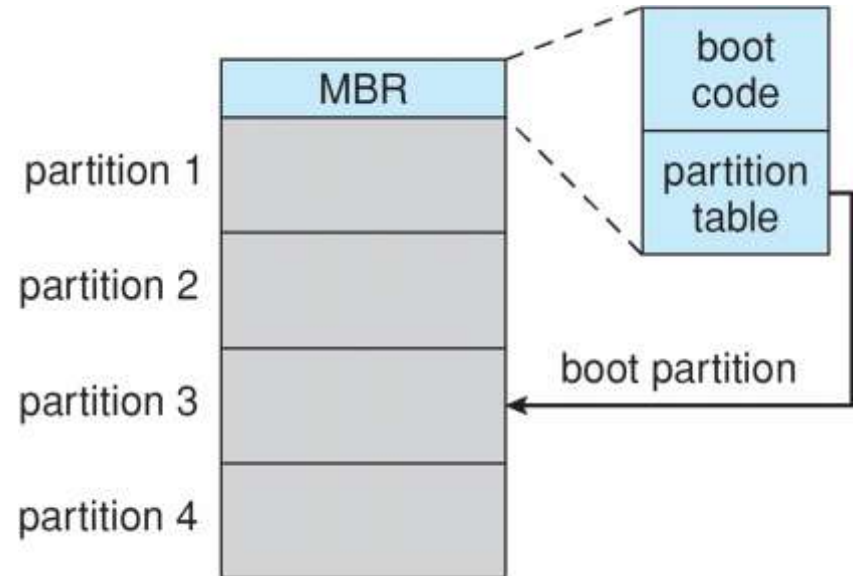 MBR
boot
code
partition
table
partition 1
partition 2
boot partition
partition 3
partition 4